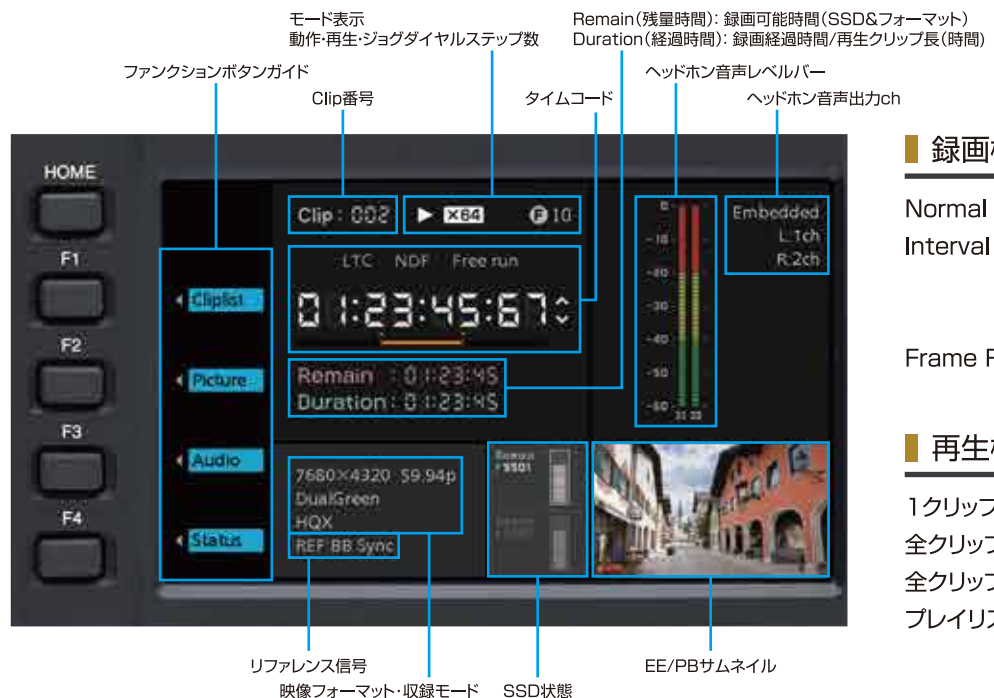 モード表示
動作・再生・ジョグダイヤルステップ数
Remain(残量時間): 録画可能時間(SSD&フォーマット)
Duration(経過時間): 録画経過時間/再生クリップ長(時間)
ファンクションボタンガイド
ヘッドホン音声レベルバー
Clip番号
タイムコード
ヘッドホン音声出力ch
HOME
F1
F2
F3
F4
Cliplist
Picture
Audio
Status
Clip : 002
×64
F 10
LTC NDF Free run
01:23:45:67
Remain : 01:23:45
Duration : 01:23:45
0
-10
-20
-30
-40
-50
-60
Embedded
L:1ch
R:2ch
7680×4320 59.94p
DualGreen
HQX
REF BB Sync
SSD1
リファレンス信号
映像フォーマット・収録モード
SSD状態
EE/PBサムネイル
録画
Normal
Interval
Frame
再生
1クリップ
全クリップ
全クリップ
プレイリス